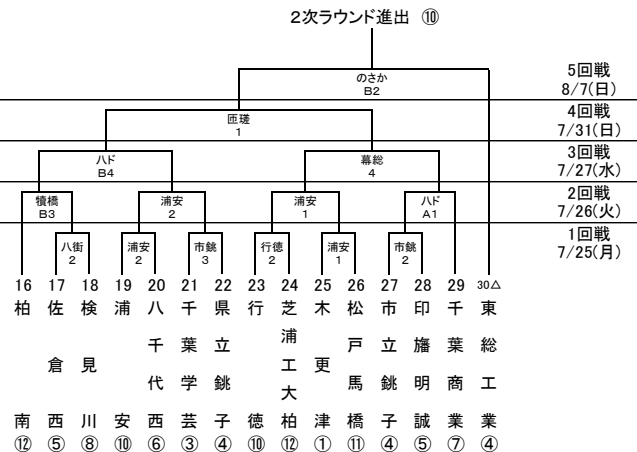 2次ラウンド進出 ⑩
のさか
B2
5回戦
8/7(日)
匝瑳
1
4回戦
7/31(日)
ハド
B4
幕総
4
3回戦
7/27(水)
犢橋
B3
浦安
2
浦安
1
ハド
A1
2回戦
7/26(火)
八街
2
浦安
2
市銚
3
行徳
2
浦安
1
市銚
2
1回戦
7/25(月)
16 柏南 ⑫
17 佐倉西 ⑤
18 検見川 ⑧
19 浦安 ⑩
20 八千代西 ⑥
21 千葉学芸 ③
22 県立銚子 ④
23 行徳 ⑩
24 芝浦工大柏 ⑫
25 木更津 ①
26 松戸馬橋 ⑪
27 市立銚子 ④
28 印旛明誠 ⑤
29 千葉商業 ⑦
30△ 東総工業 ④